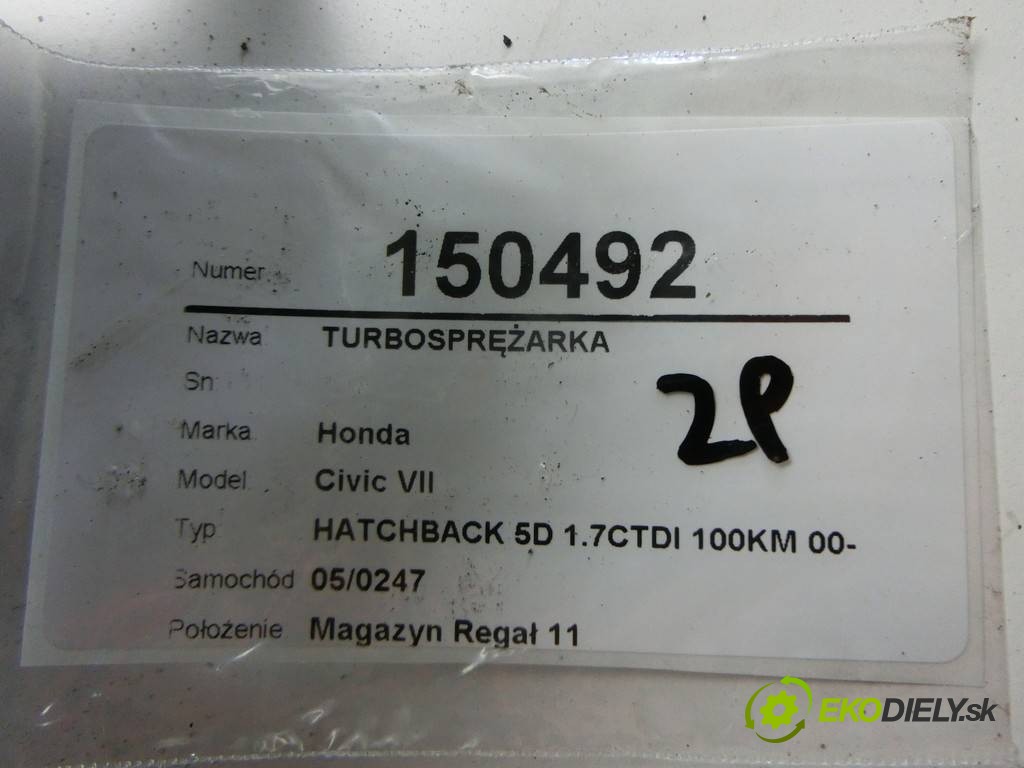 Numer 150492
Nazwa TURBOSPRĘŻARKA
Sn
2P
Marka Honda
Model Civic VII
Typ HATCHBACK 5D 1.7CTDI 100KM 00-
Samochód 05/0247
Położenie Magazyn Regał 11
EKODIELY.sk